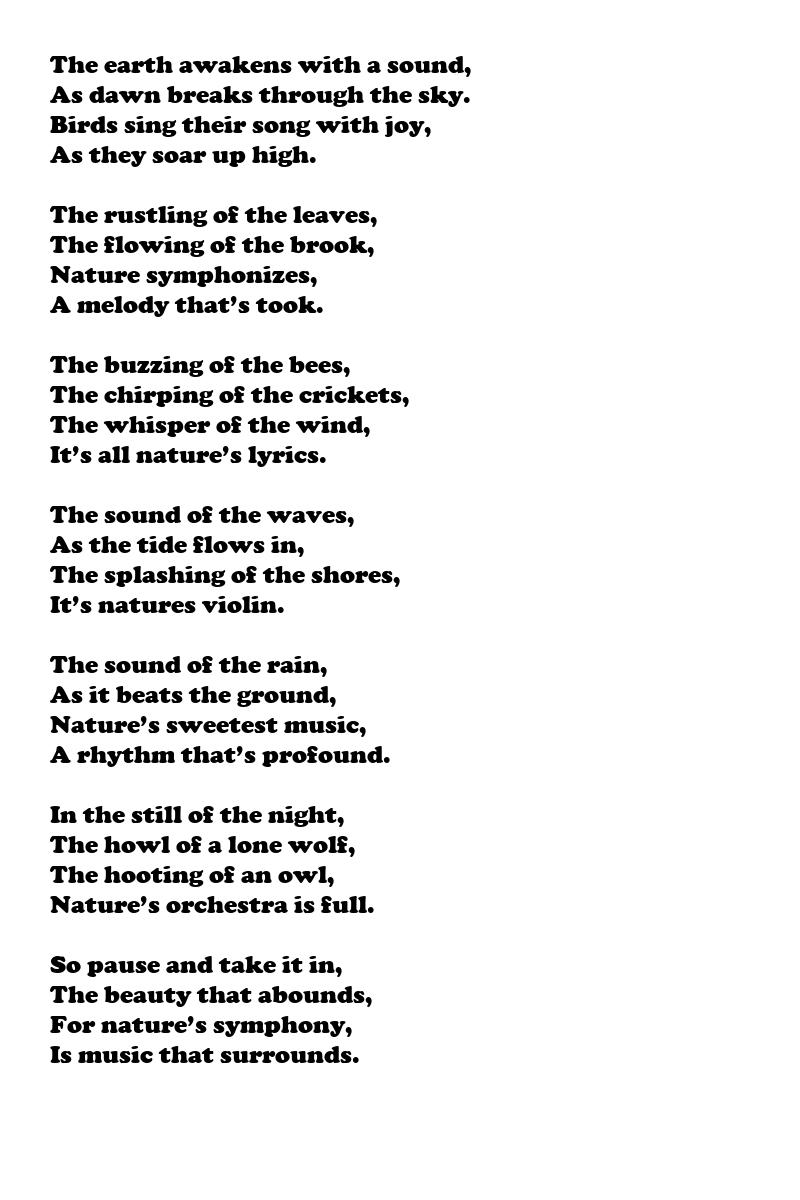 The earth awakens with a sound,
As dawn breaks through the sky.
Birds sing their song with joy,
As they soar up high.

The rustling of the leaves,
The flowing of the brook,
Nature symphonizes,
A melody that’s took.

The buzzing of the bees,
The chirping of the crickets,
The whisper of the wind,
It’s all nature’s lyrics.

The sound of the waves,
As the tide flows in,
The splashing of the shores,
It’s natures violin.

The sound of the rain,
As it beats the ground,
Nature’s sweetest music,
A rhythm that’s profound.

In the still of the night,
The howl of a lone wolf,
The hooting of an owl,
Nature’s orchestra is full.

So pause and take it in,
The beauty that abounds,
For nature’s symphony,
Is music that surrounds.